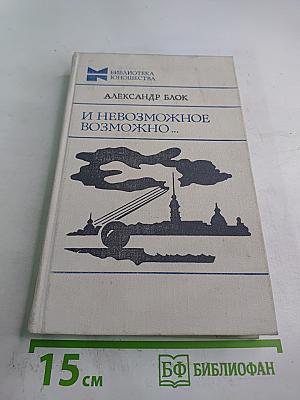 БИБЛИОТЕКА
ЮНОШЕСТВА
АЛЕКСАНДР БЛОК
И НЕВОЗМОЖНОЕ
ВОЗМОЖНО...
15 см
БФ БИБЛИОФАН